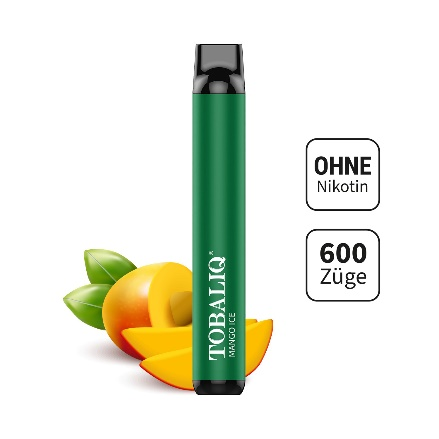 OHNE
Nikotin
600
Züge
TOBALIQ®
MANGO ICE